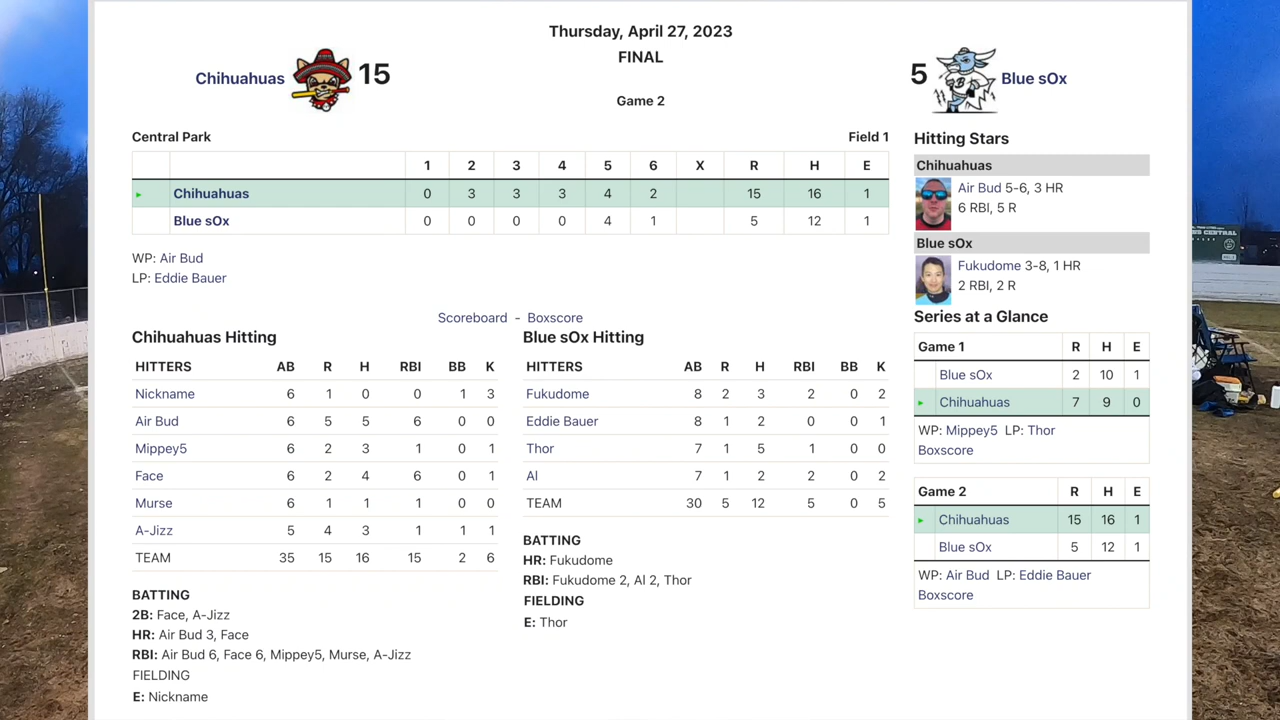 Thursday, April 27, 2023
FINAL
Chihuahuas 15
5 Blue sOx
Game 2
Central Park Field 1
1 2 3 4 5 6 X R H E
Chihuahuas 0 3 3 3 4 2 15 16 1
Blue sOx 0 0 0 0 4 1 5 12 1
WP: Air Bud
LP: Eddie Bauer
Scoreboard - Boxscore
Chihuahuas Hitting
HITTERS AB R H RBI BB K
Nickname 6 1 0 0 1 3
Air Bud 6 5 5 6 0 0
Mippey5 6 2 3 1 0 1
Face 6 2 4 6 0 1
Murse 6 1 1 1 0 0
A-Jizz 5 4 3 1 1 1
TEAM 35 15 16 15 2 6
BATTING
2B: Face, A-Jizz
HR: Air Bud 3, Face
RBI: Air Bud 6, Face 6, Mippey5, Murse, A-Jizz
FIELDING
E: Nickname
Blue sOx Hitting
HITTERS AB R H RBI BB K
Fukudome 8 2 3 2 0 2
Eddie Bauer 8 1 2 0 0 1
Thor 7 1 5 1 0 0
Al 7 1 2 2 0 2
TEAM 30 5 12 5 0 5
BATTING
HR: Fukudome
RBI: Fukudome 2, Al 2, Thor
FIELDING
E: Thor
Hitting Stars
Chihuahuas
Air Bud 5-6, 3 HR
6 RBI, 5 R
Blue sOx
Fukudome 3-8, 1 HR
2 RBI, 2 R
Series at a Glance
Game 1 R H E
Blue sOx 2 10 1
Chihuahuas 7 9 0
WP: Mippey5 LP: Thor
Boxscore
Game 2 R H E
Chihuahuas 15 16 1
Blue sOx 5 12 1
WP: Air Bud LP: Eddie Bauer
Boxscore